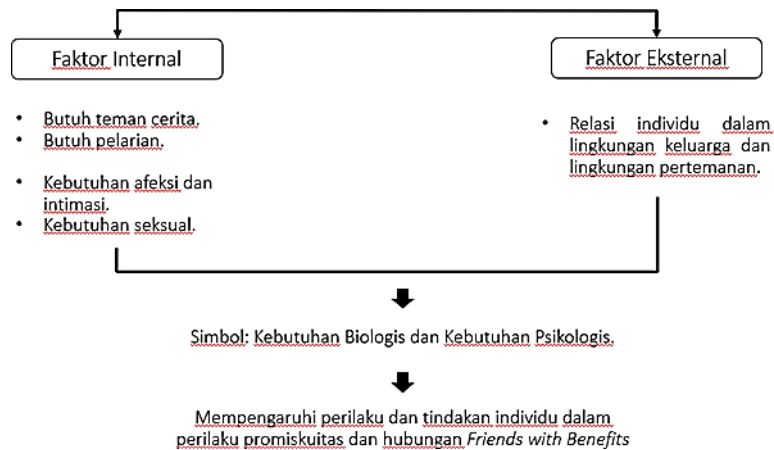 Faktor Internal
Faktor Eksternal
• Butuh teman cerita.
• Butuh pelarian.
• Kebutuhan afeksi dan
intimasi.
• Kebutuhan seksual.
• Relasi individu dalam
lingkungan keluarga dan
lingkungan pertemanan.
Simbol: Kebutuhan Biologis dan Kebutuhan Psikologis.
Mempengaruhi perilaku dan tindakan individu dalam
perilaku promiskuitas dan hubungan Friends with Benefits